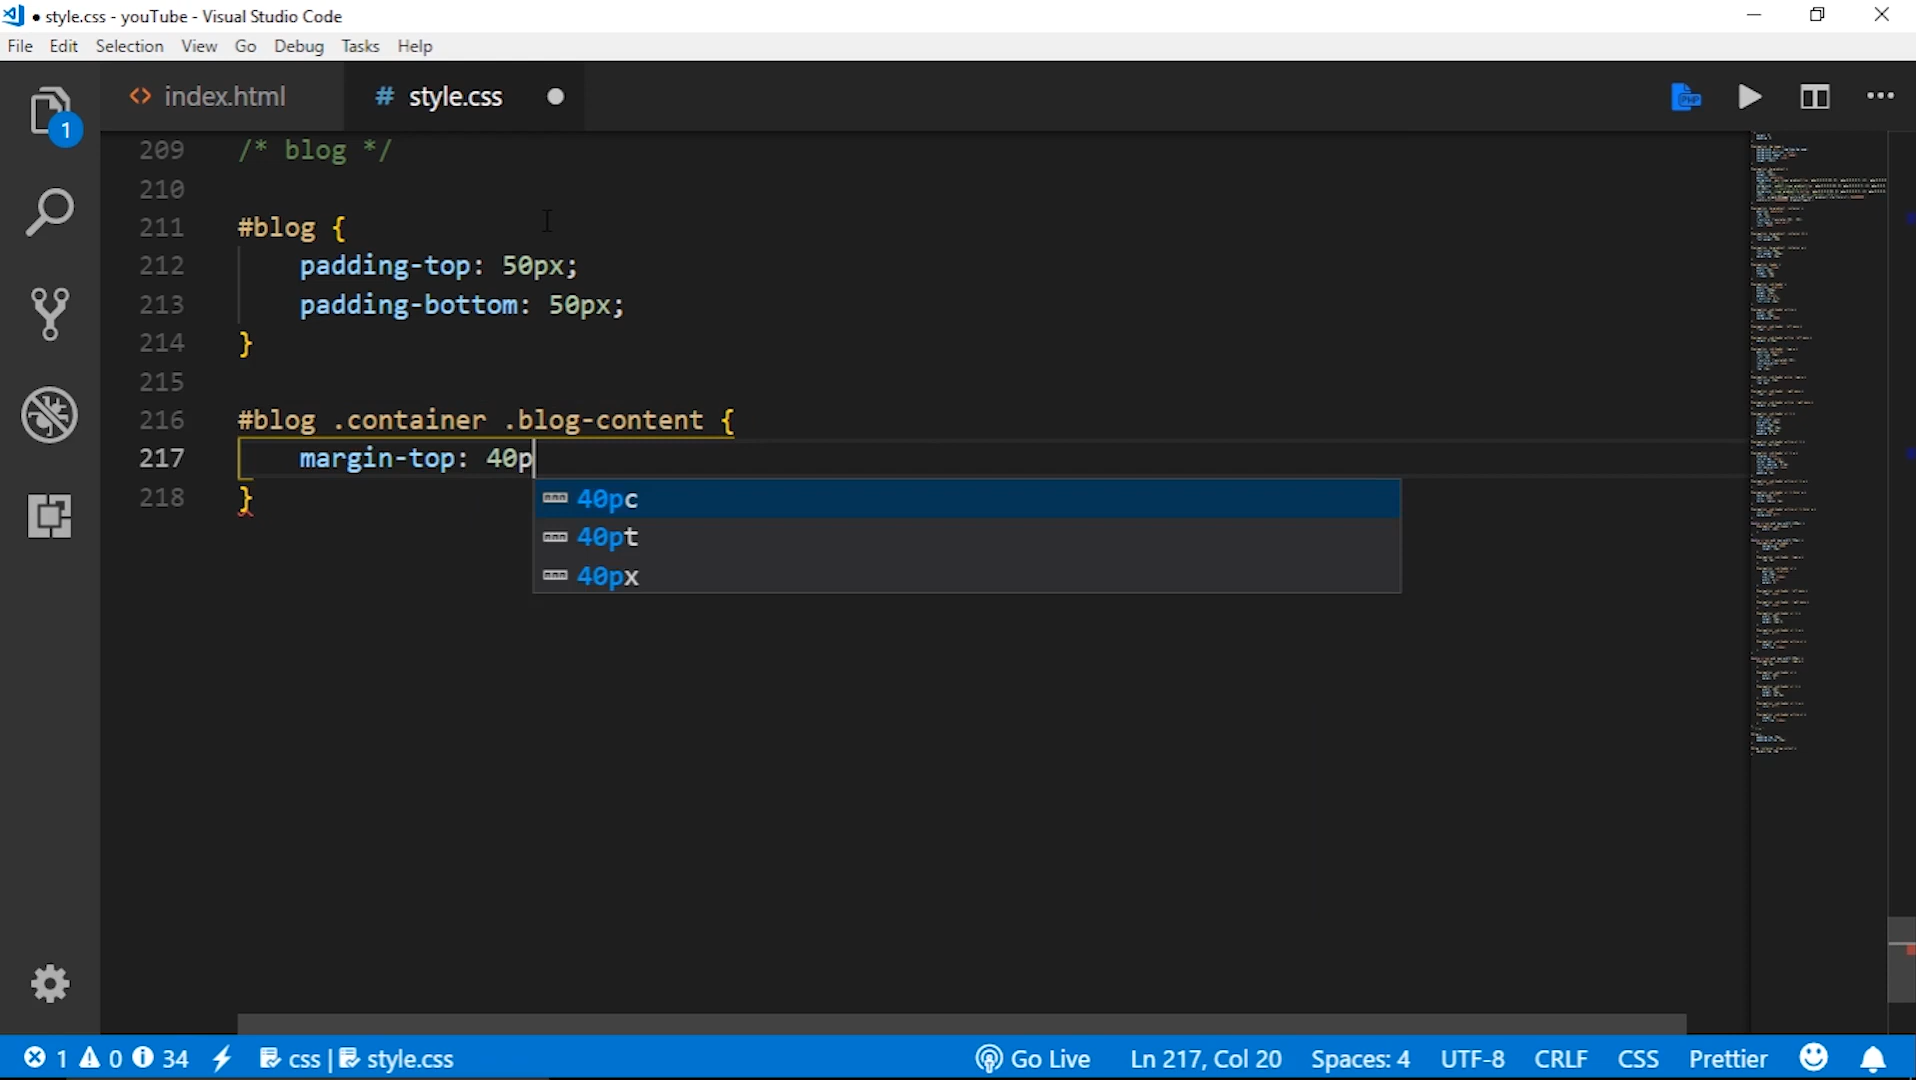 ● style.css - youTube - Visual Studio Code
File Edit Selection View Go Debug Tasks Help
<> index.html # style.css ● PHP
1
209 /* blog */
210
211 #blog {
212 padding-top: 50px;
213 padding-bottom: 50px;
214 }
215
216 #blog .container .blog-content {
217 margin-top: 40p
218 }
40pc
40pt
40px
1 0 34 css | style.css Go Live Ln 217, Col 20 Spaces: 4 UTF-8 CRLF CSS Prettier